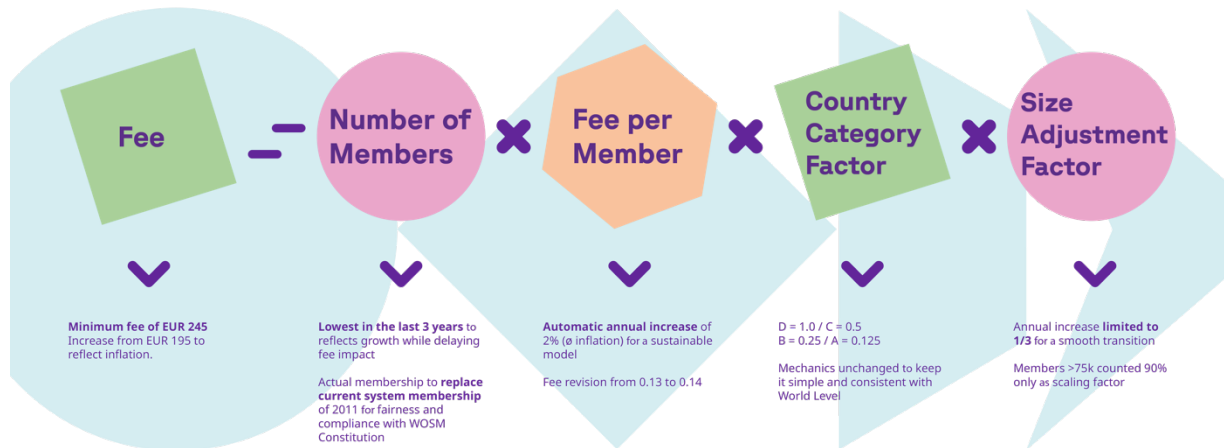 Fee
Number of
Members
Fee per
Member
Country
Category
Factor
Size
Adjustment
Factor
Minimum fee of EUR 245
Increase from EUR 195 to
reflect inflation.
Lowest in the last 3 years to
reflects growth while delaying
fee impact
Actual membership to replace
current system membership
of 2011 for fairness and
compliance with WOSM
Constitution
Automatic annual increase of
2% (ø inflation) for a sustainable
model
Fee revision from 0.13 to 0.14
D = 1.0 / C = 0.5
B = 0.25 / A = 0.125
Mechanics unchanged to keep
it simple and consistent with
World Level
Annual increase limited to
1/3 for a smooth transition
Members >75k counted 90%
only as scaling factor